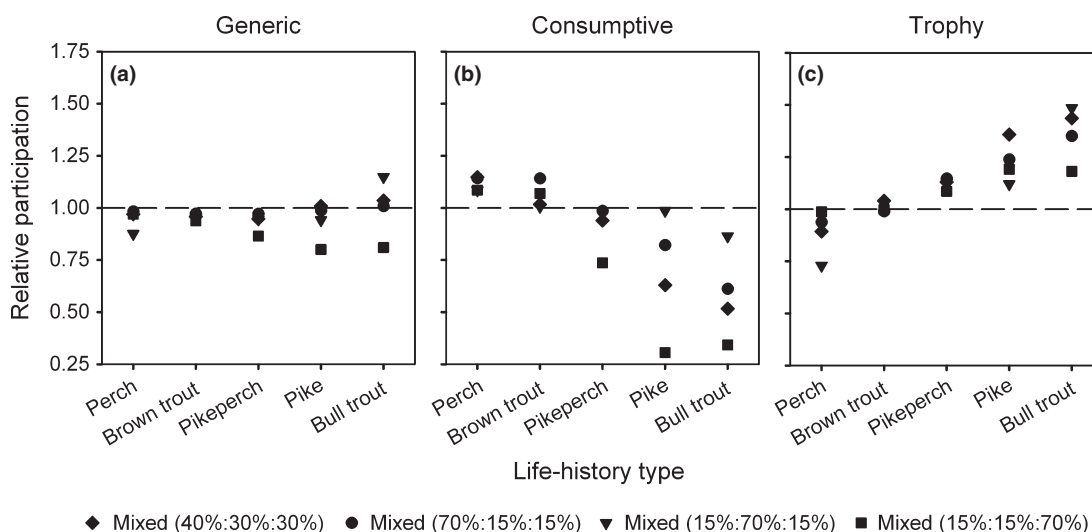 Generic
Consumptive
Trophy
Relative participation
1.75
1.50
1.25
1.00
0.75
0.50
0.25
(a)
(b)
(c)
Perch
Brown trout
Pikeperch
Pike
Bull trout
Perch
Brown trout
Pikeperch
Pike
Bull trout
Perch
Brown trout
Pikeperch
Pike
Bull trout
Life-history type
Mixed (40%:30%:30%)
Mixed (70%:15%:15%)
Mixed (15%:70%:15%)
Mixed (15%:15%:70%)